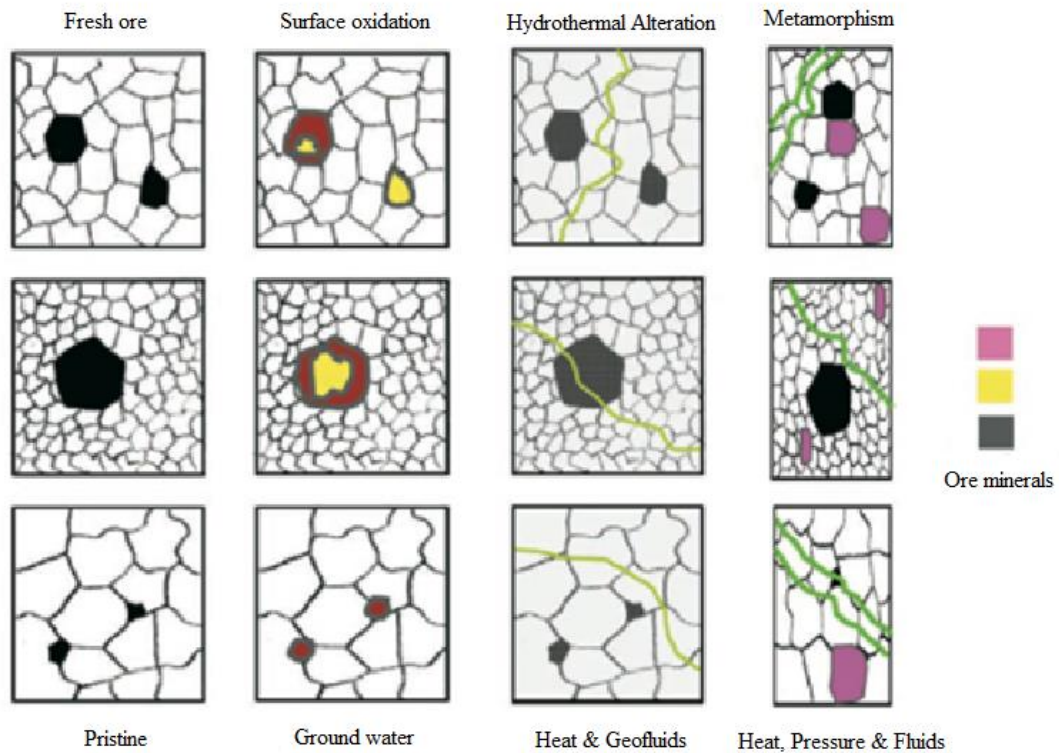 Fresh ore
Surface oxidation
Hydrothermal Alteration
Metamorphism
Ore minerals
Pristine
Ground water
Heat & Geofluids
Heat, Pressure & Fluids